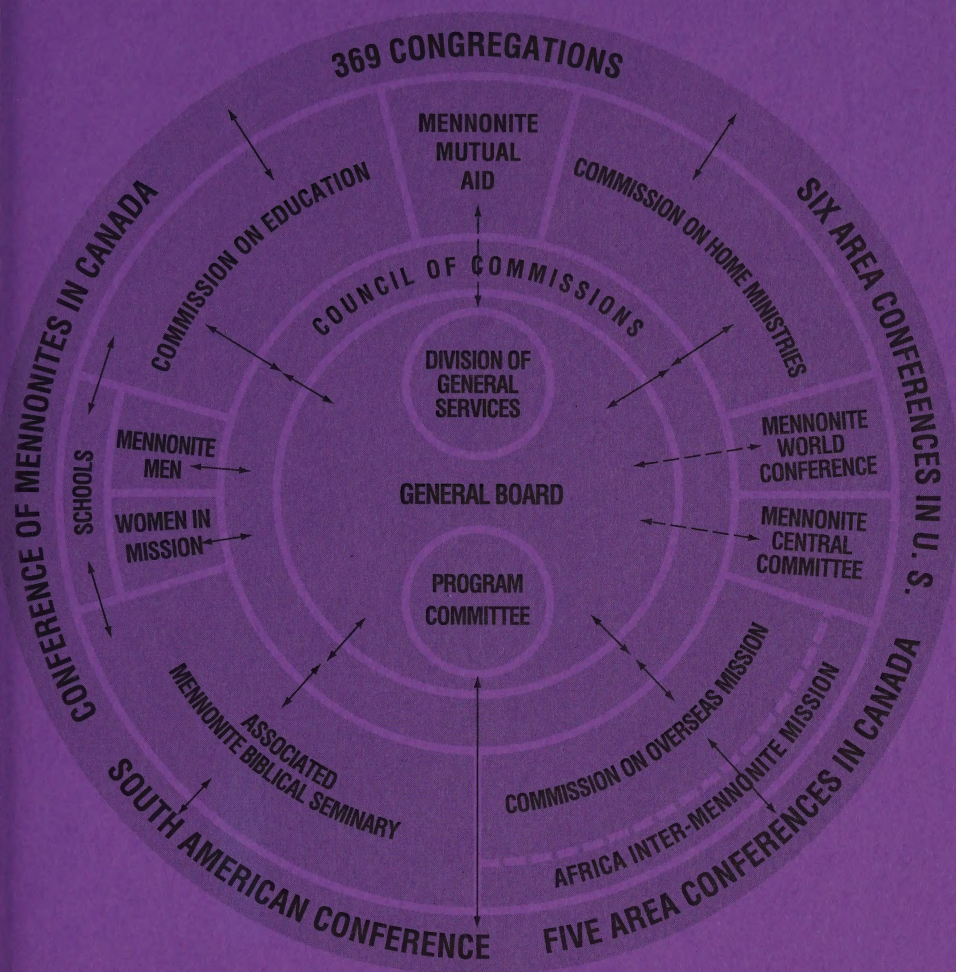 369 CONGREGATIONS
SIX AREA CONFERENCES IN U. S.
FIVE AREA CONFERENCES IN CANADA
SOUTH AMERICAN CONFERENCE
CONFERENCE OF MENNONITES IN CANADA
MENNONITE
MUTUAL
AID
COMMISSION ON EDUCATION
COMMISSION ON HOME MINISTRIES
COUNCIL OF COMMISSIONS
DIVISION OF
GENERAL
SERVICES
SCHOOLS
MENNONITE
MEN
WOMEN IN
MISSION
MENNONITE
WORLD
CONFERENCE
MENNONITE
CENTRAL
COMMITTEE
GENERAL BOARD
PROGRAM
COMMITTEE
ASSOCIATED
MENNONITE BIBLICAL SEMINARY
COMMISSION ON OVERSEAS MISSION
AFRICA INTER-MENNONITE MISSION